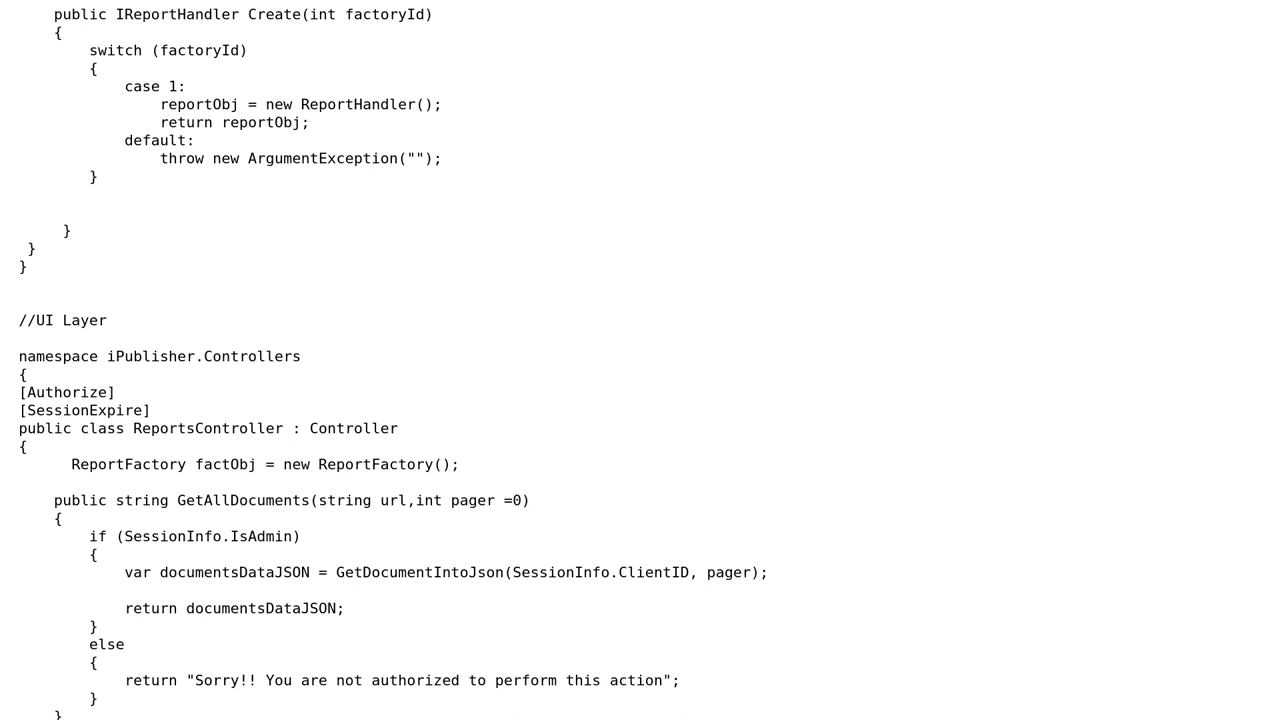 public IReportHandler Create(int factoryId)
{
switch (factoryId)
{
case 1:
reportObj = new ReportHandler();
return reportObj;
default:
throw new ArgumentException("");
}
}
}
}
//UI Layer
namespace iPublisher.Controllers
{
[Authorize]
[SessionExpire]
public class ReportsController : Controller
{
ReportFactory factObj = new ReportFactory();
public string GetAllDocuments(string url,int pager =0)
{
if (SessionInfo.IsAdmin)
{
var documentsDataJSON = GetDocumentIntoJson(SessionInfo.ClientID, pager);
return documentsDataJSON;
}
else
{
return "Sorry!! You are not authorized to perform this action";
}
}